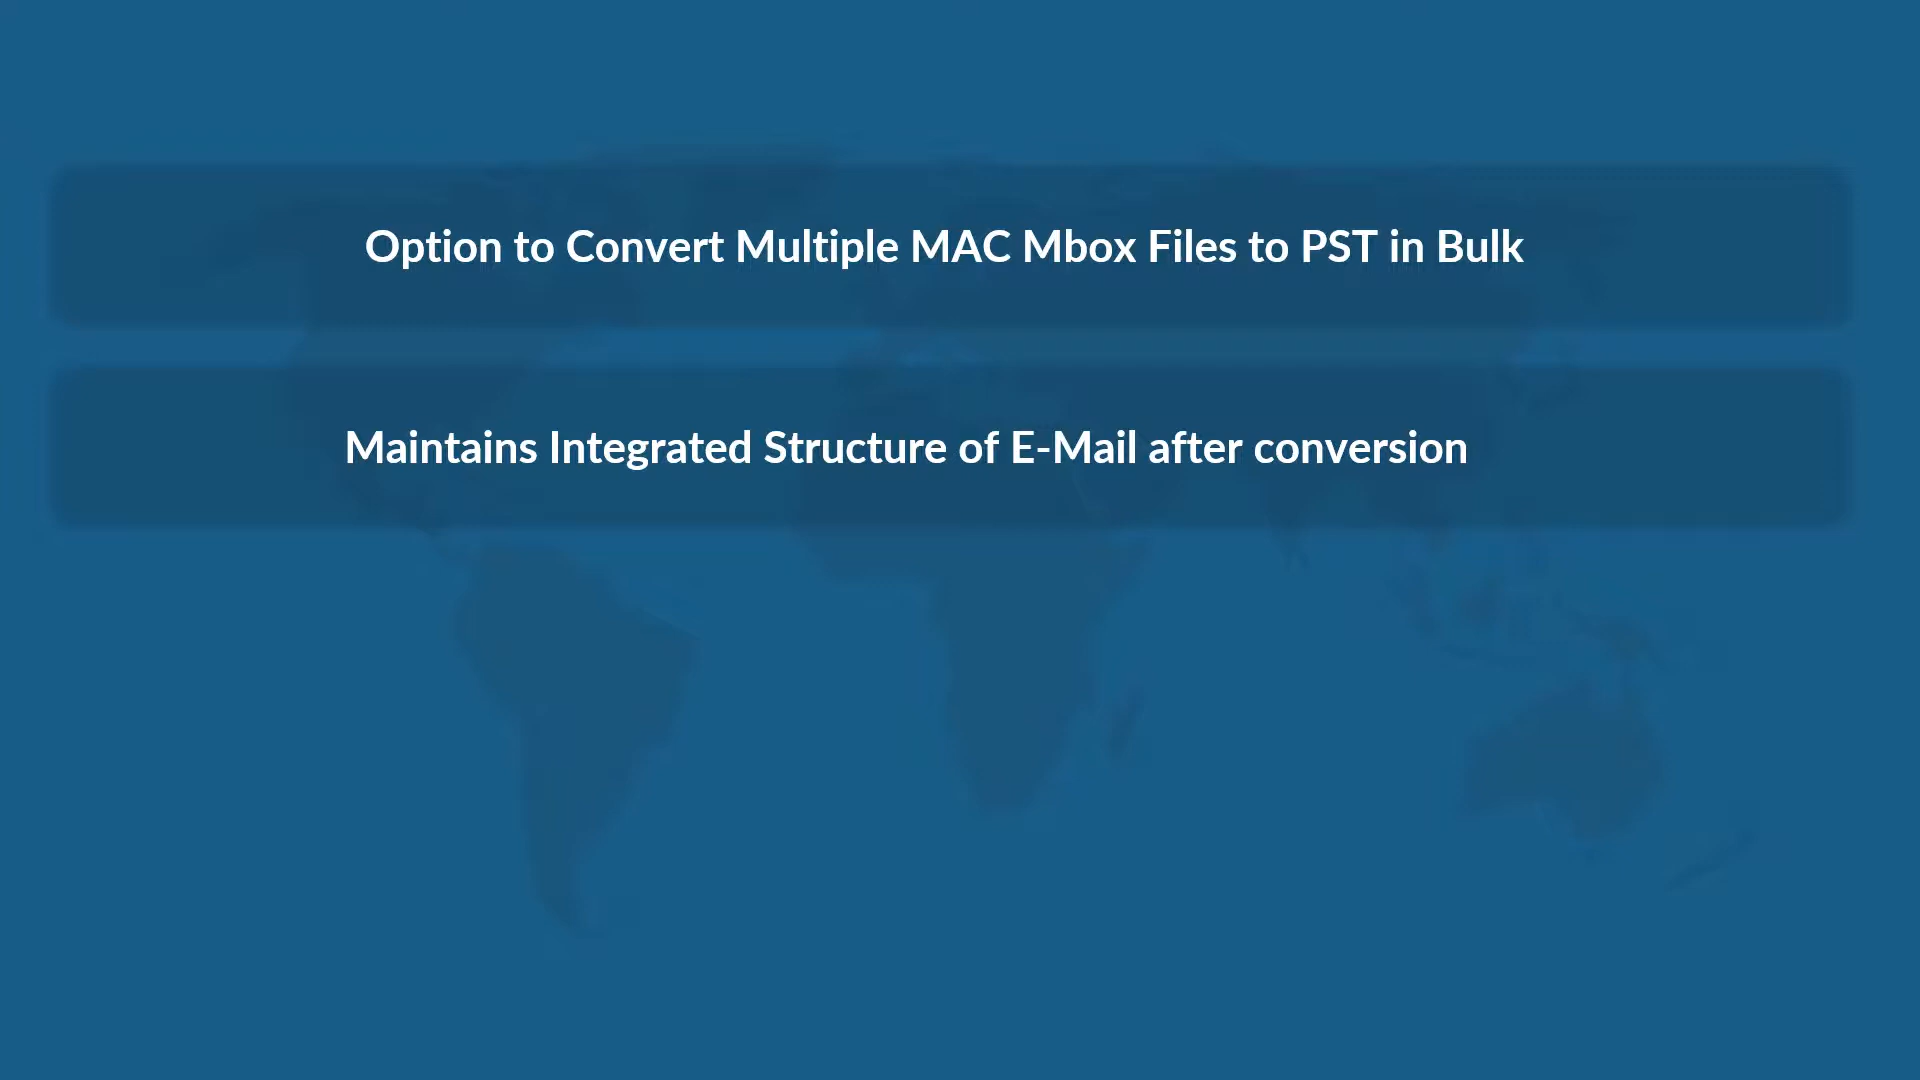 Option to Convert Multiple MAC Mbox Files to PST in Bulk
Maintains Integrated Structure of E-Mail after conversion